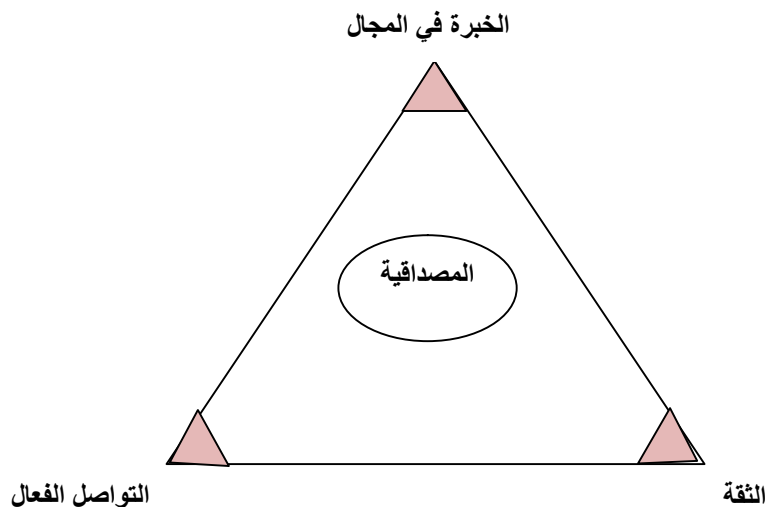 الخبرة في المجال
المصداقية
الثقة
التواصل الفعال